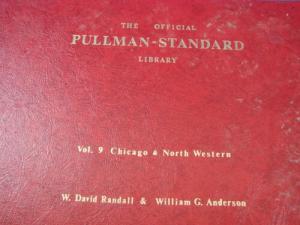 THE OFFICIAL
PULLMAN-STANDARD
LIBRARY
Vol. 9 Chicago & North Western
W. David Randall & William G. Anderson